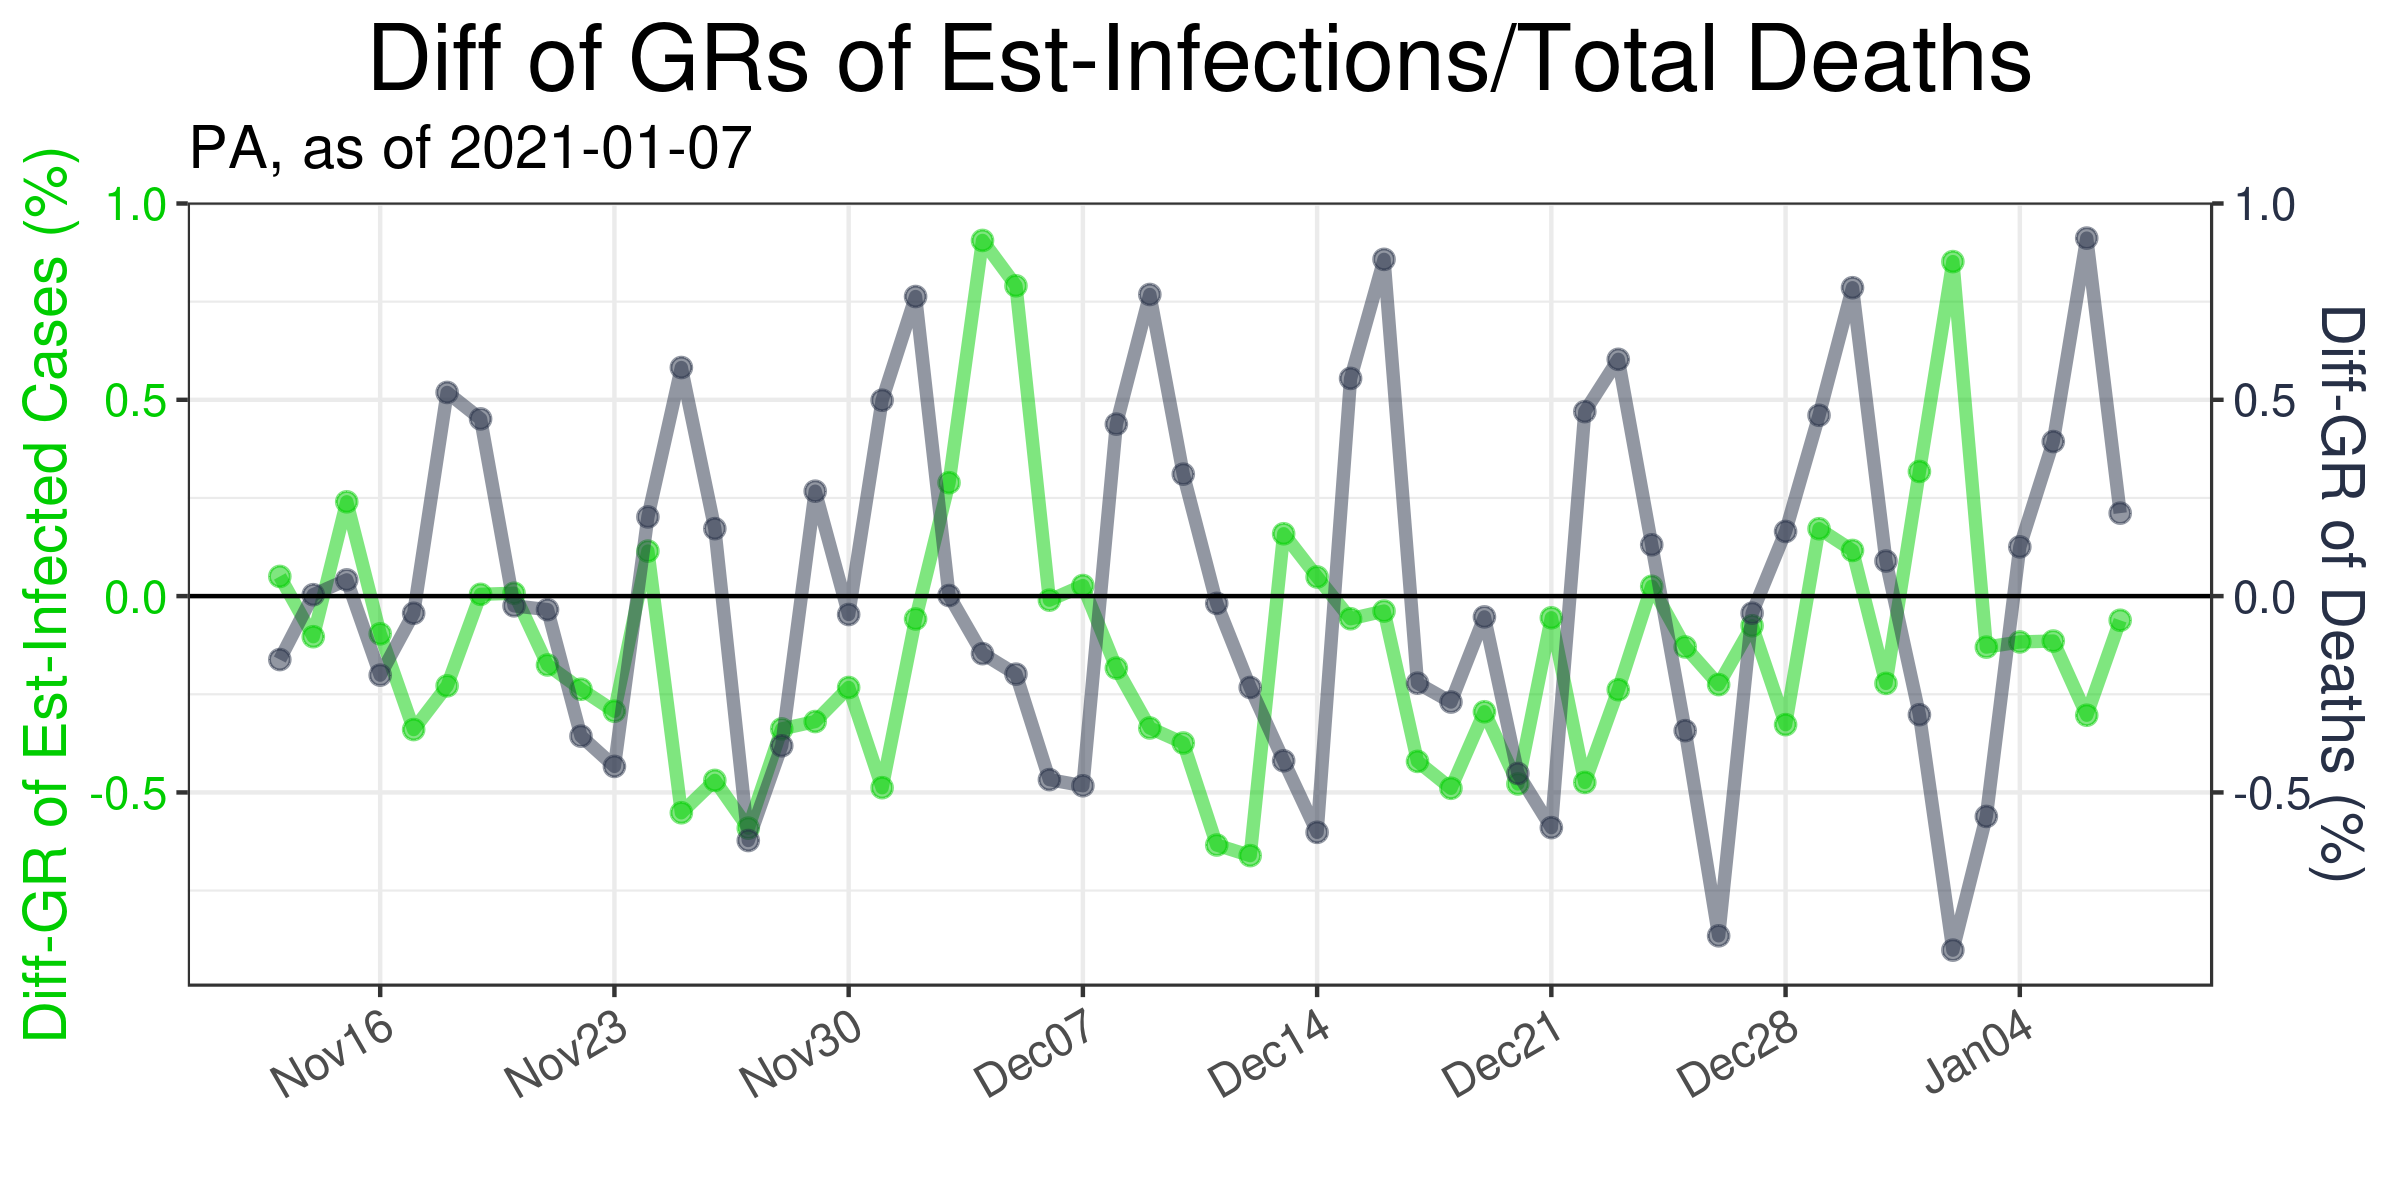 Diff of GRs of Est-Infections/Total Deaths
PA, as of 2021-01-07
Diff-GR of Est-Infected Cases (%)
1.0
0.5
0.0
-0.5
1.0
0.5
0.0
-0.5
Diff-GR of Deaths (%)
Nov16
Nov23
Nov30
Dec07
Dec14
Dec21
Dec28
Jan04